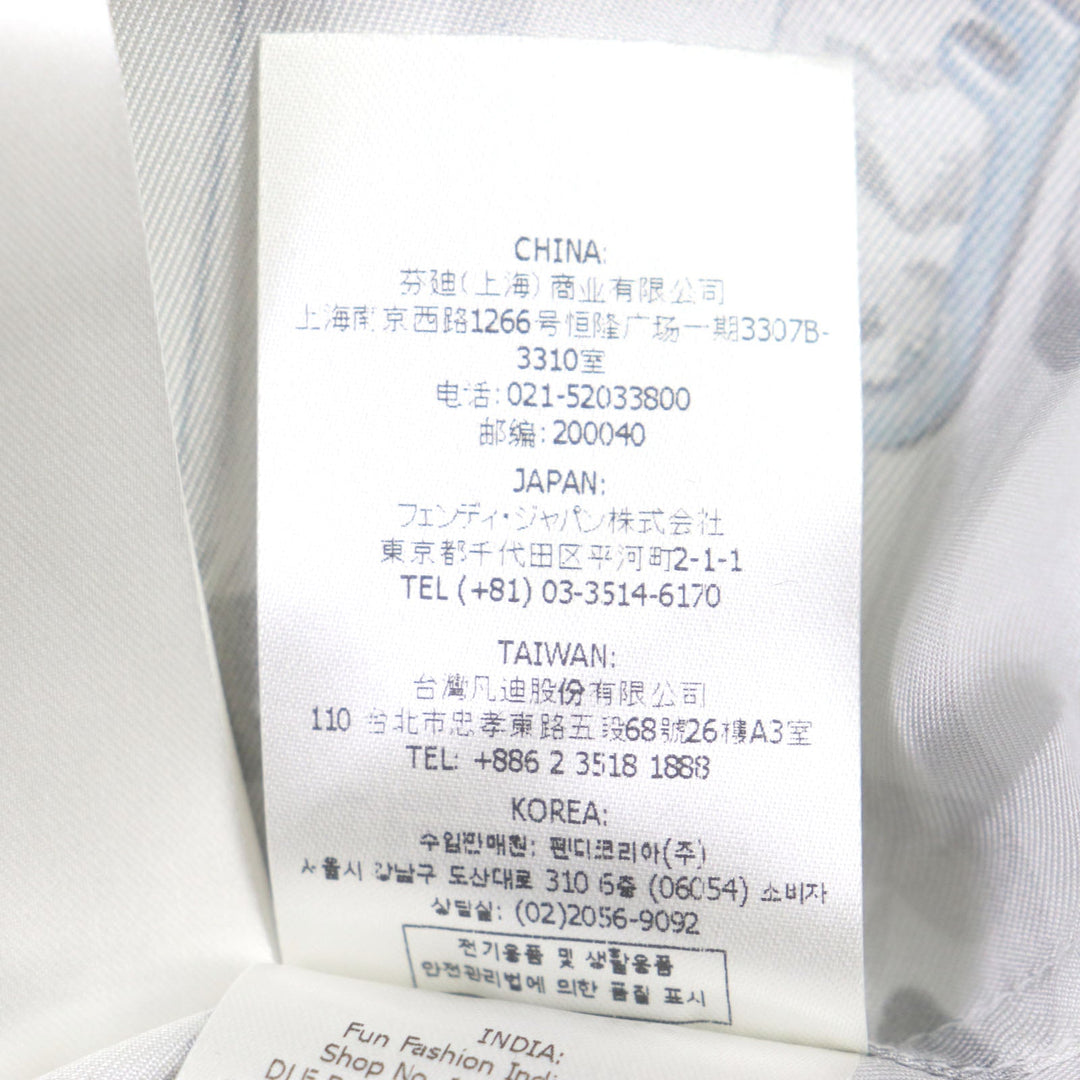 CHINA:
芬迪(上海)商业有限公司
上海南京西路1266号恒隆广场一期3307B-
3310室
电话:021-52033800
邮编:200040
JAPAN:
フェンディ・ジャパン株式会社
東京都千代田区平河町2-1-1
TEL (+81) 03-3514-6170
TAIWAN:
台灣凡迪股份有限公司
110 台北市忠孝東路五段68號26樓A3室
TEL: +886 2 3518 1888
KOREA:
수입판매원: 펜디코리아(주)
서울시 강남구 도산대로 310 6층 (06054) 소비자
상담실: (02)2056-9092
전기용품 및 생활용품
안전관리법에 의한 품질 표시
INDIA:
Fun Fashion
Shop No.